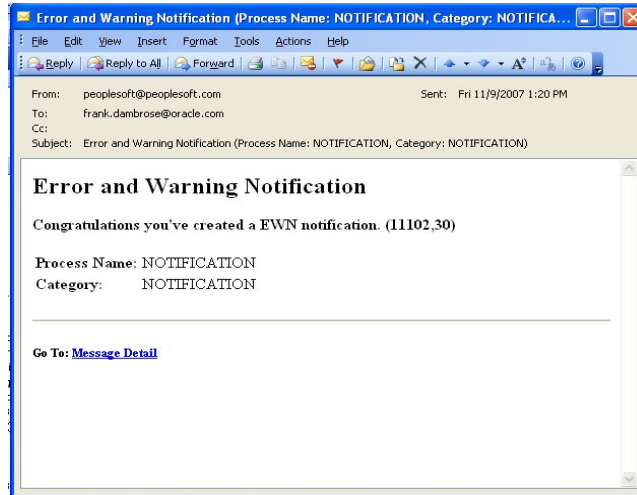 Error and Warning Notification (Process Name: NOTIFICATION, Category: NOTIFICA...
File Edit View Insert Format Tools Actions Help
Reply Reply to All Forward
From: peoplesoft@peoplesoft.com Sent: Fri 11/9/2007 1:20 PM
To: frank.dambrose@oracle.com
Cc:
Subject: Error and Warning Notification (Process Name: NOTIFICATION, Category: NOTIFICATION)
Error and Warning Notification
Congratulations you've created a EWN notification. (11102,30)
Process Name: NOTIFICATION
Category: NOTIFICATION
Go To: Message Detail